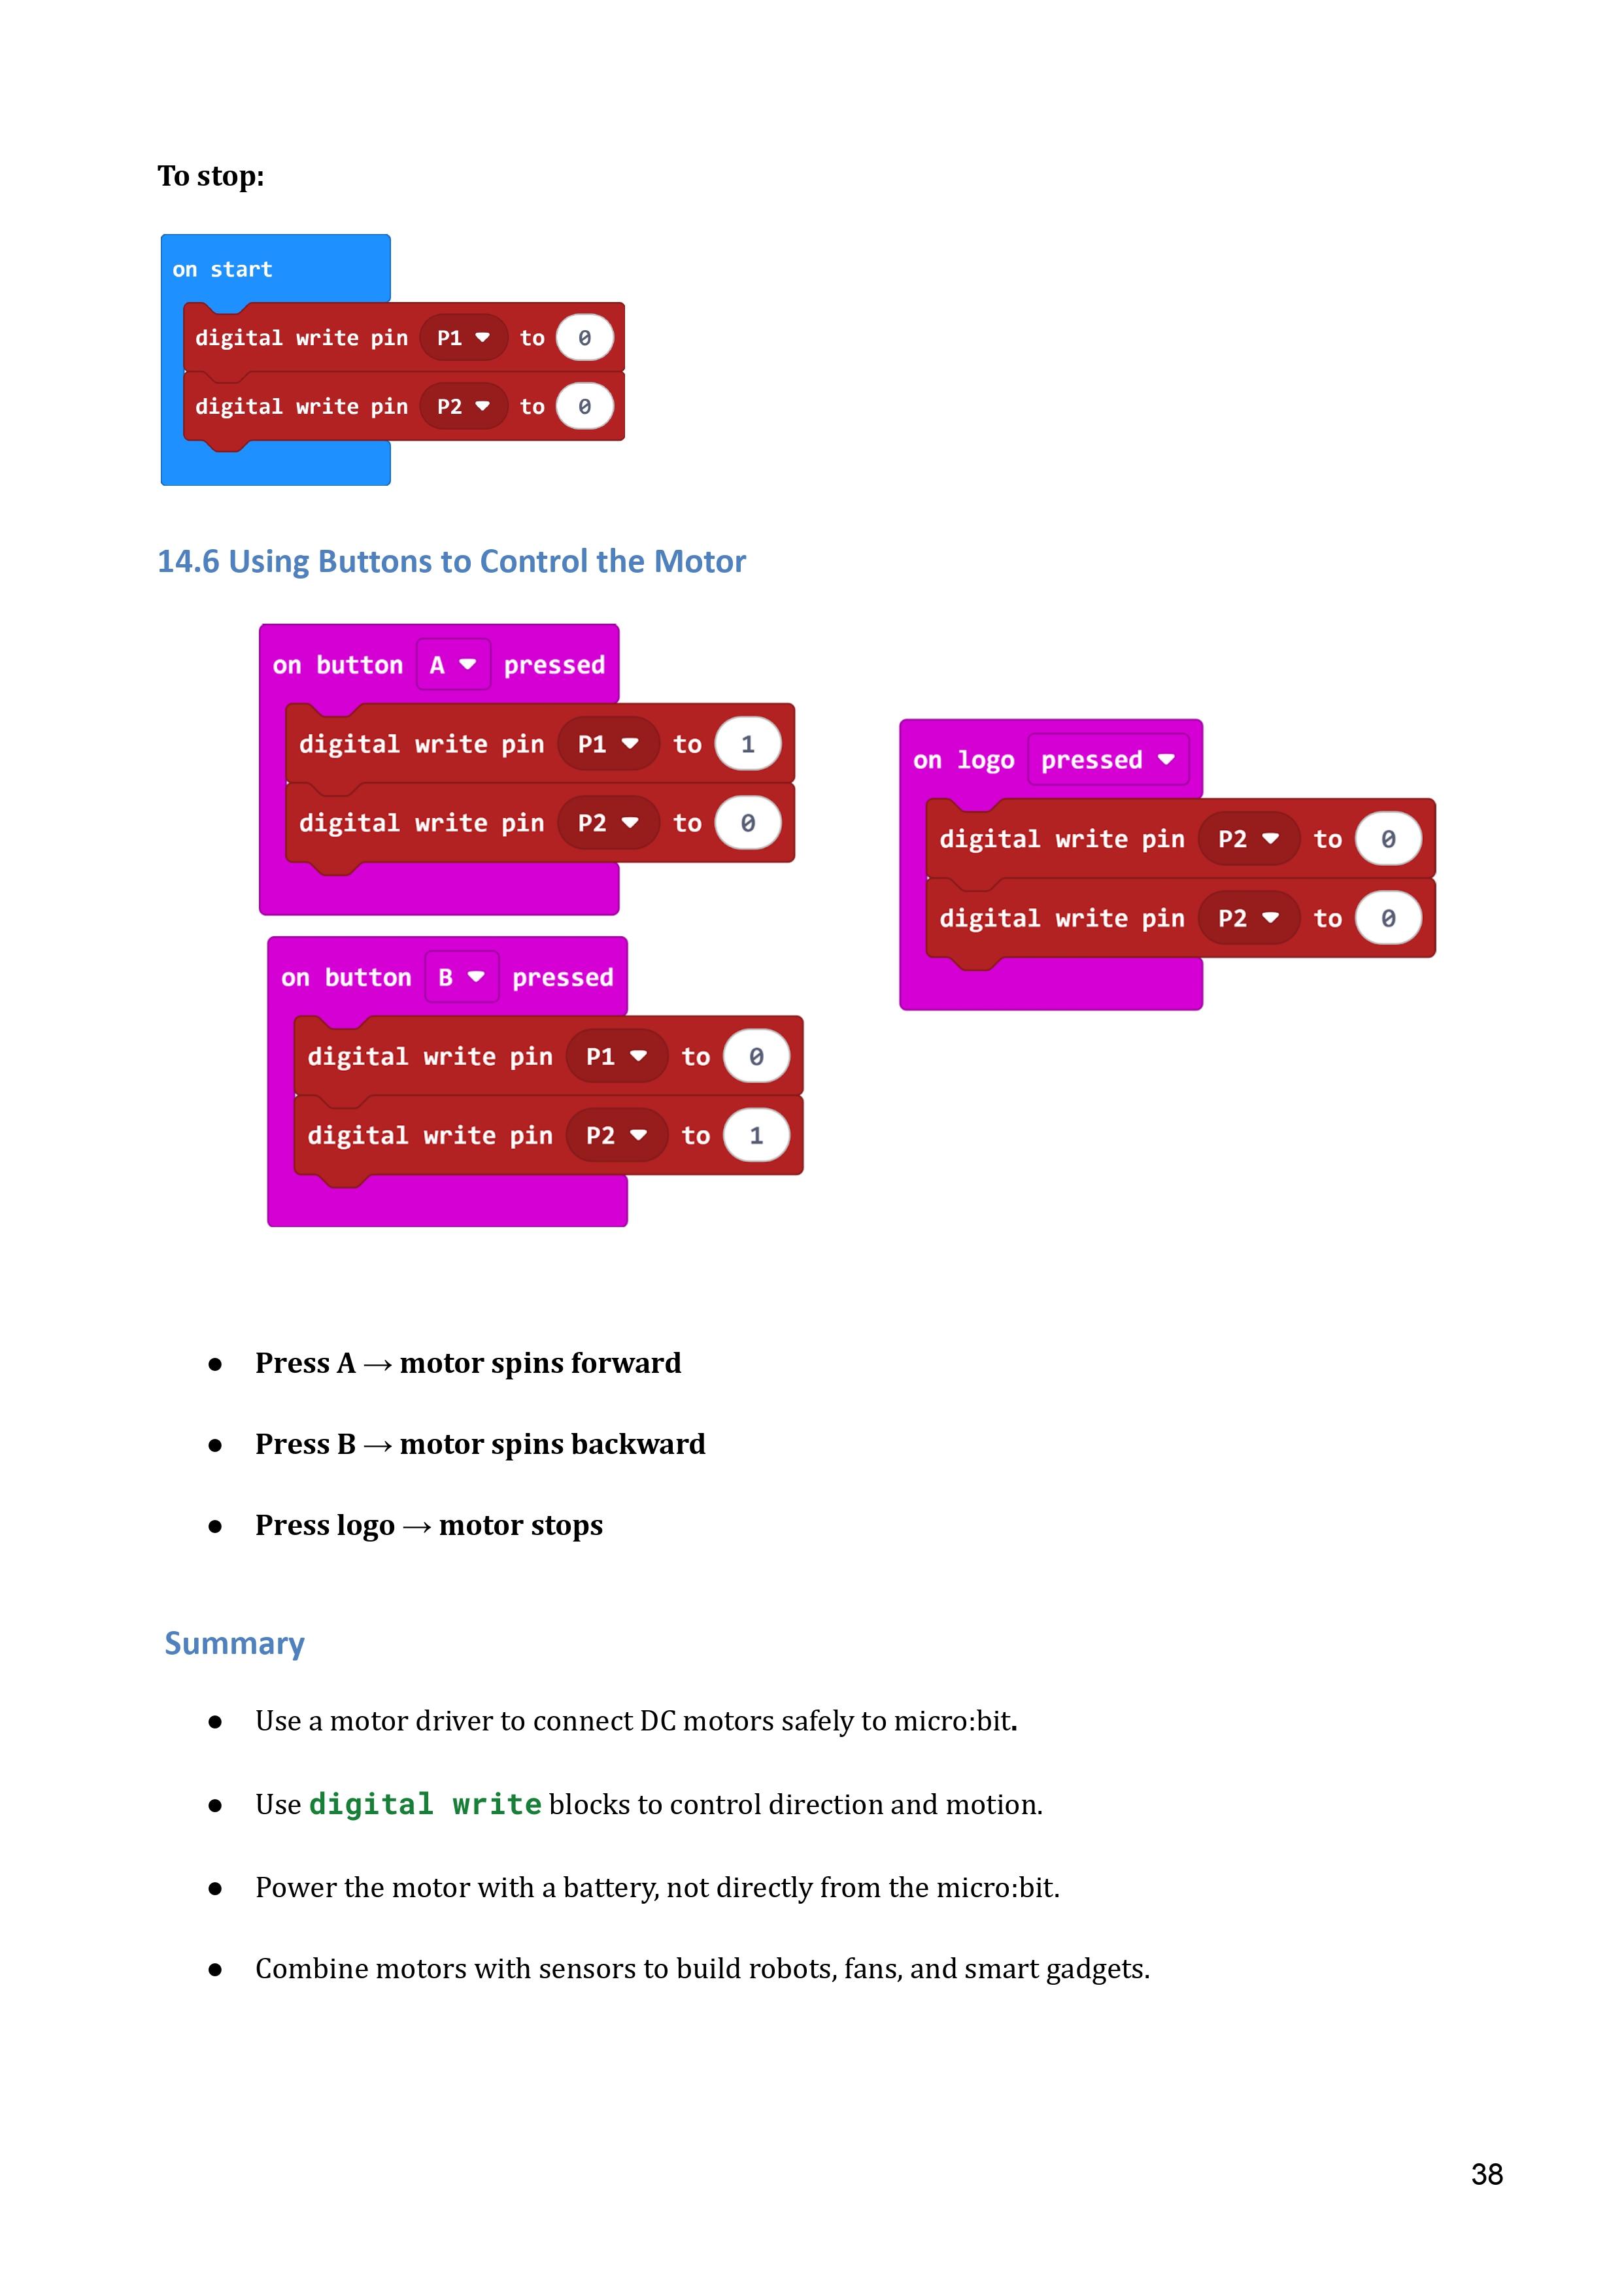 To stop:
on start
digital write pin P1 to 0
digital write pin P2 to 0
14.6 Using Buttons to Control the Motor
on button A pressed
digital write pin P1 to 1
digital write pin P2 to 0
on logo pressed
digital write pin P2 to 0
digital write pin P2 to 0
on button B pressed
digital write pin P1 to 0
digital write pin P2 to 1
● Press A → motor spins forward
● Press B → motor spins backward
● Press logo → motor stops
Summary
● Use a motor driver to connect DC motors safely to micro:bit.
● Use digital write blocks to control direction and motion.
● Power the motor with a battery, not directly from the micro:bit.
● Combine motors with sensors to build robots, fans, and smart gadgets.
38